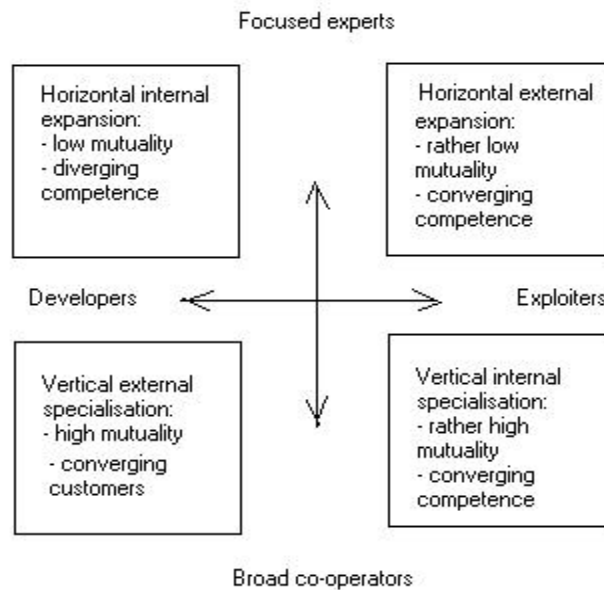 Focused experts
Horizontal internal
expansion:
- low mutuality
- diverging
competence
Horizontal external
expansion:
- rather low
mutuality
- converging
competence
Developers
Exploiters
Vertical external
specialisation:
- high mutuality
- converging
customers
Vertical internal
specialisation:
- rather high
mutuality
- converging
competence
Broad co-operators